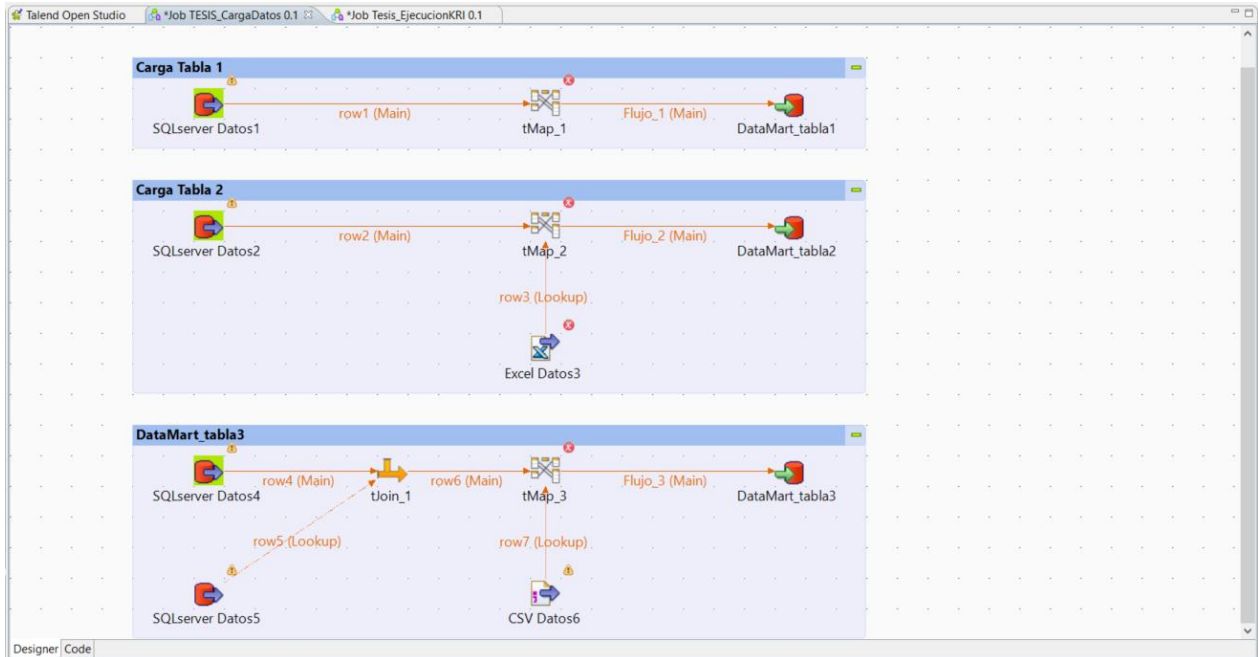 Talend Open Studio
*Job TESIS_CargaDatos 0.1
*Job Tesis_EjecucionKRI 0.1
Carga Tabla 1
row1 (Main)
Flujo_1 (Main)
SQLserver Datos1
tMap_1
DataMart_tabla1
Carga Tabla 2
row2 (Main)
Flujo_2 (Main)
SQLserver Datos2
tMap_2
DataMart_tabla2
row3 (Lookup)
Excel Datos3
DataMart_tabla3
row4 (Main)
row6 (Main)
Flujo_3 (Main)
SQLserver Datos4
tJoin_1
tMap_3
DataMart_tabla3
row5 (Lookup)
row7 (Lookup)
SQLserver Datos5
CSV Datos6
Designer
Code